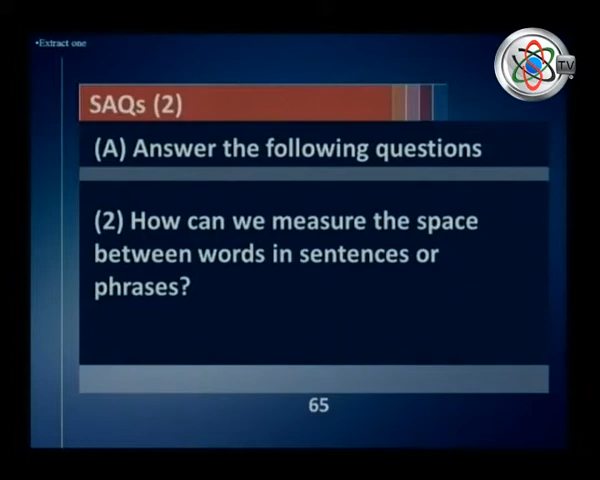 •Extract one
TV
SAQs (2)
(A) Answer the following questions
(2) How can we measure the space
between words in sentences or
phrases?
65